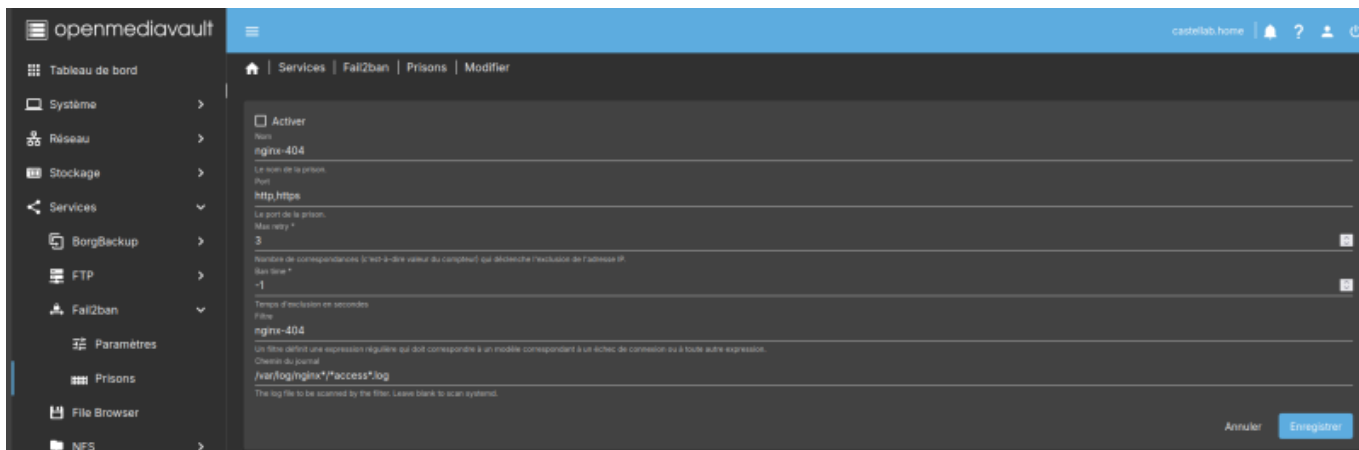 openmediavault
castellab.home
Tableau de bord
Système
Réseau
Stockage
Services
BorgBackup
FTP
Fail2ban
Paramètres
Prisons
File Browser
NFS
| Services | Fail2ban | Prisons | Modifier
Activer
Nom
nginx-404
Le nom de la prison.
Port
http,https
Le port de la prison.
Max retry *
3
Nombre de correspondances (c'est-à-dire valeur du compteur) qui déclenche l'exclusion de l'adresse IP.
Ban time *
-1
Temps d'exclusion en secondes
Filtre
nginx-404
Un filtre définit une expression régulière qui doit correspondre à un modèle correspondant à un échec de connexion ou à toute autre expression.
Chemin du journal
/var/log/nginx*/*access*.log
The log file to be scanned by the filter. Leave blank to scan systemd.
Annuler
Enregistrer